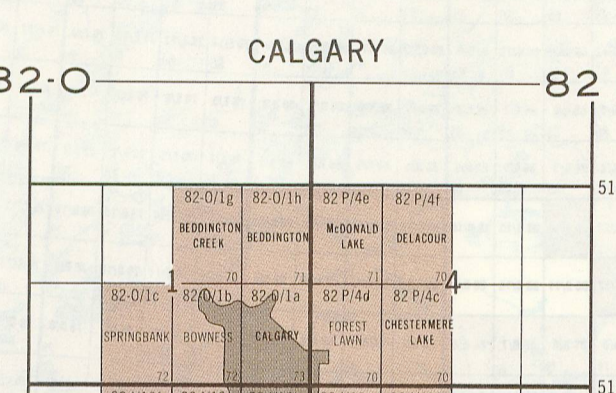 CALGARY
82-O 82
51
82-O/1g 82-O/1h 82 P/4e 82 P/4f
BEDDINGTON BEDDINGTON McDONALD DELACOUR
CREEK LAKE
70 71 71 70
1 4
82-O/1c 82-O/1b 82-O/1a 82 P/4d 82 P/4c
SPRINGBANK BOWNESS CALGARY FOREST CHESTERMERE
LAWN LAKE
72 72 73 70 70
51